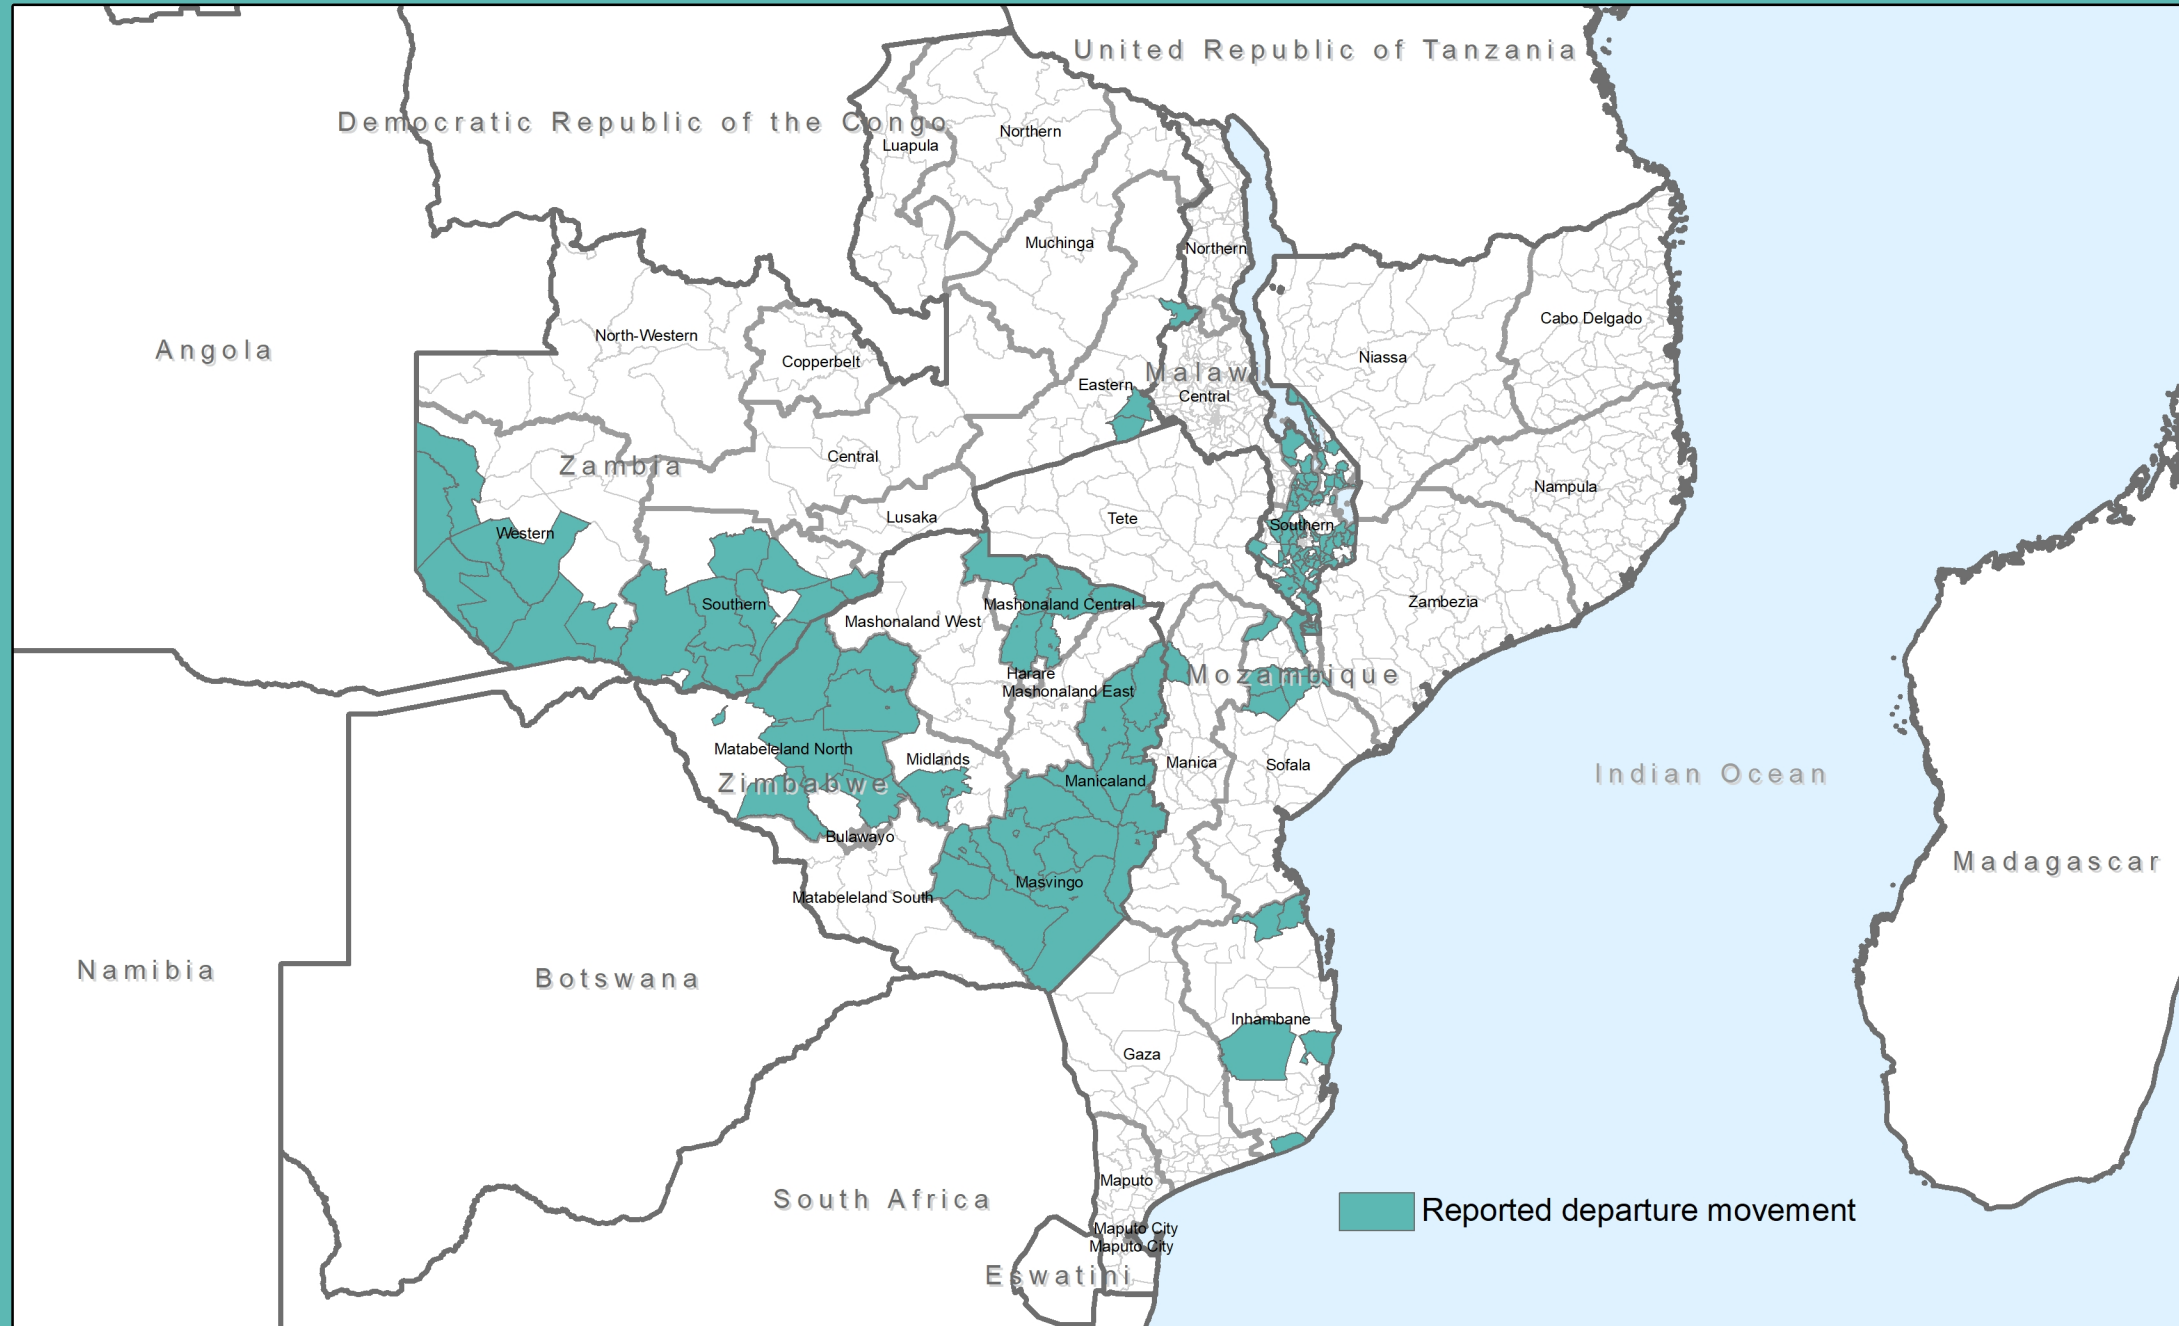 United Republic of Tanzania
Democratic Republic of the Congo
Northern
Luapula
Muchinga
Northern
Cabo Delgado
North-Western
Angola
Niassa
Copperbelt
Malawi
Eastern
Central
Central
Zambia
Nampula
Lusaka
Tete
Southern
Western
Zambezia
Southern
Mashonaland Central
Mashonaland West
Harare
Mozambique
Mashonaland East
Matabeleland North
Midlands
Manica
Sofala
Indian Ocean
Zimbabwe
Manicaland
Bulawayo
Madagascar
Masvingo
Matabeleland South
Namibia
Botswana
Inhambane
Gaza
Maputo
South Africa
Reported departure movement
Maputo City
Maputo City
Eswatini